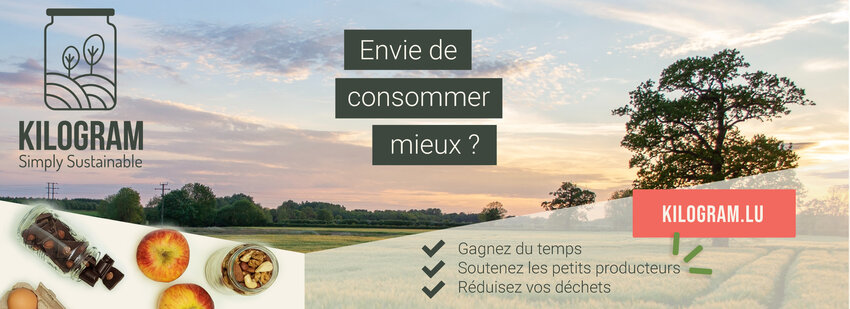 KILOGRAM
Simply Sustainable
Envie de
consommer
mieux ?
KILOGRAM.LU
Gagnez du temps
Soutenez les petits producteurs
Réduisez vos déchets